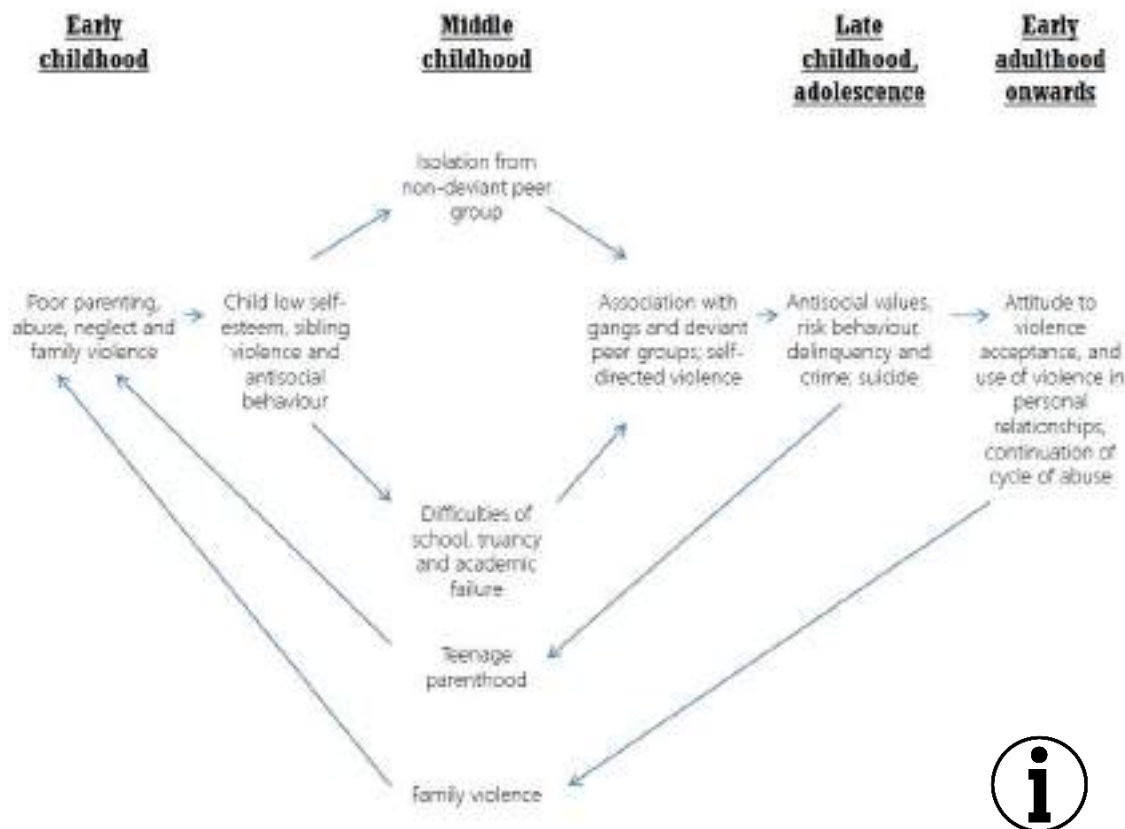 Early
childhood
Middle
childhood
Late
childhood,
adolescence
Early
adulthood
onwards
Isolation from
non-deviant peer
group
Poor parenting,
abuse, neglect and
family violence
Child low self-
esteem, sibling
violence and
antisocial
behaviour
Association with
gangs and deviant
peer groups; self-
directed violence
Antisocial values,
risk behaviour,
delinquency and
crime; suicide
Attitude to
violence
acceptance, and
use of violence in
personal
relationships,
continuation of
cycle of abuse
Difficulties of
school, truancy
and academic
failure
Teenage
parenthood
Family violence
i